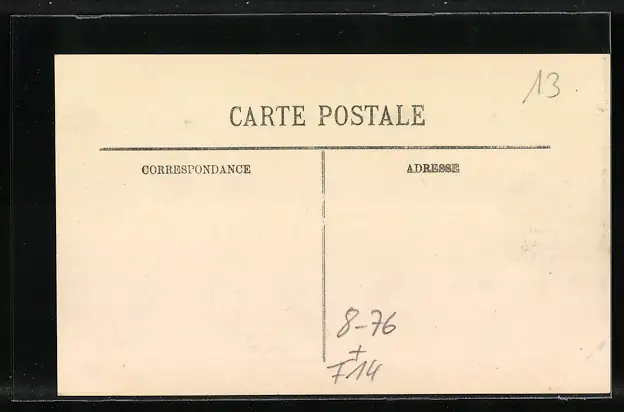 13
CARTE POSTALE
CORRESPONDANCE
ADRESSE
8-76
+
F14